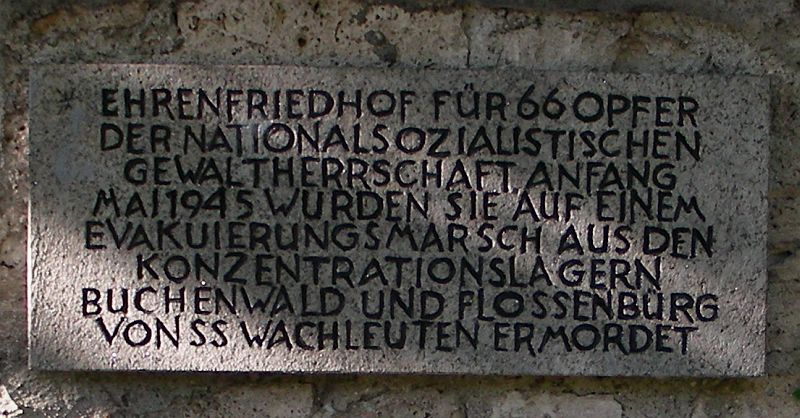 EHRENFRIEDHOF FÜR 66 OPFER
DER NATIONALSOZIALISTISCHEN
GEWALTHERRSCHAFT. ANFANG
MAI 1945 WURDEN SIE AUF EINEM
EVAKUIERUNGSMARSCH AUS DEN
KONZENTRATIONSLAGERN
BUCHENWALD UND FLOSSENBÜRG
VON SS WACHLEUTEN ERMORDET